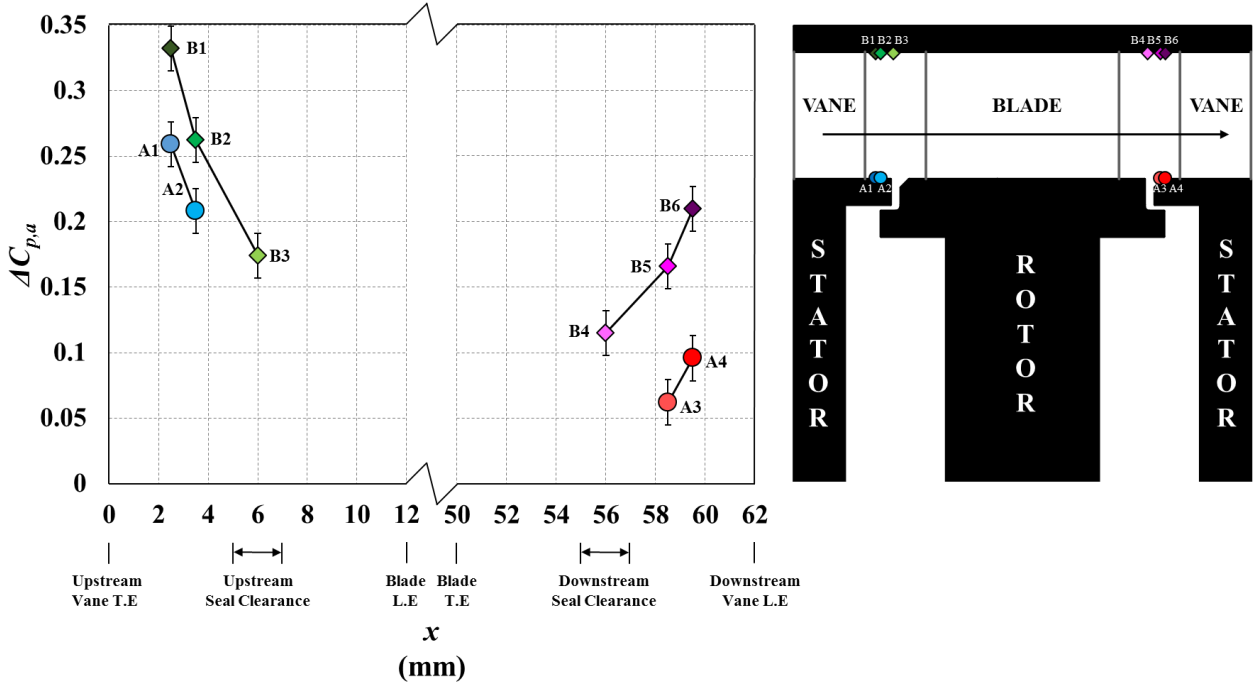 0.35
0.3
0.25
0.2
0.15
0.1
0.05
0
ΔCp,a
B1
B2
A1
A2
B3
B6
B5
B4
A4
A3
0 2 4 6 8 10 12 50 52 54 56 58 60 62
Upstream
Vane T.E
Upstream
Seal Clearance
Blade
L.E
Blade
T.E
Downstream
Seal Clearance
Downstream
Vane L.E
x
(mm)
B1 B2 B3
B4 B5 B6
VANE
BLADE
VANE
A1 A2
A3 A4
STATOR
ROTOR
STATOR